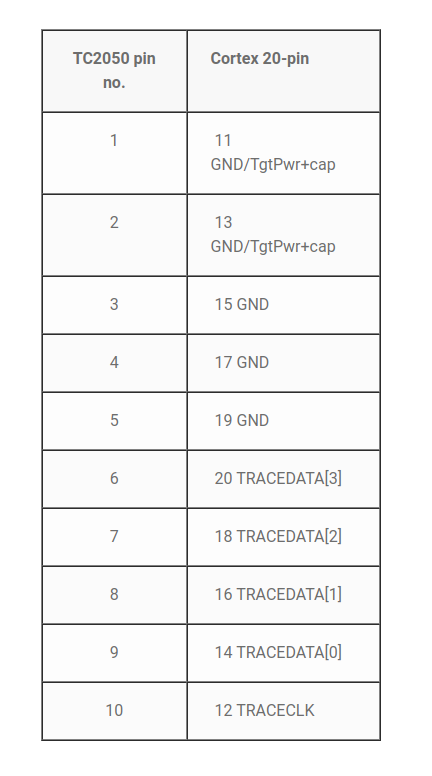 TC2050 pin Cortex 20-pin
no.
1 11
GND/TgtPwr+cap
2 13
GND/TgtPwr+cap
3 15 GND
4 17 GND
5 19 GND
6 20 TRACEDATA[3]
7 18 TRACEDATA[2]
8 16 TRACEDATA[1]
9 14 TRACEDATA[0]
10 12 TRACECLK